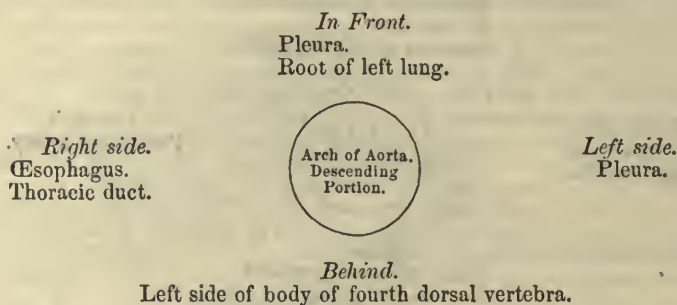 In Front.
Pleura.
Root of left lung.
Right side.
Œsophagus.
Thoracic duct.
Arch of Aorta.
Descending
Portion.
Left side.
Pleura.
Behind.
Left side of body of fourth dorsal vertebra.